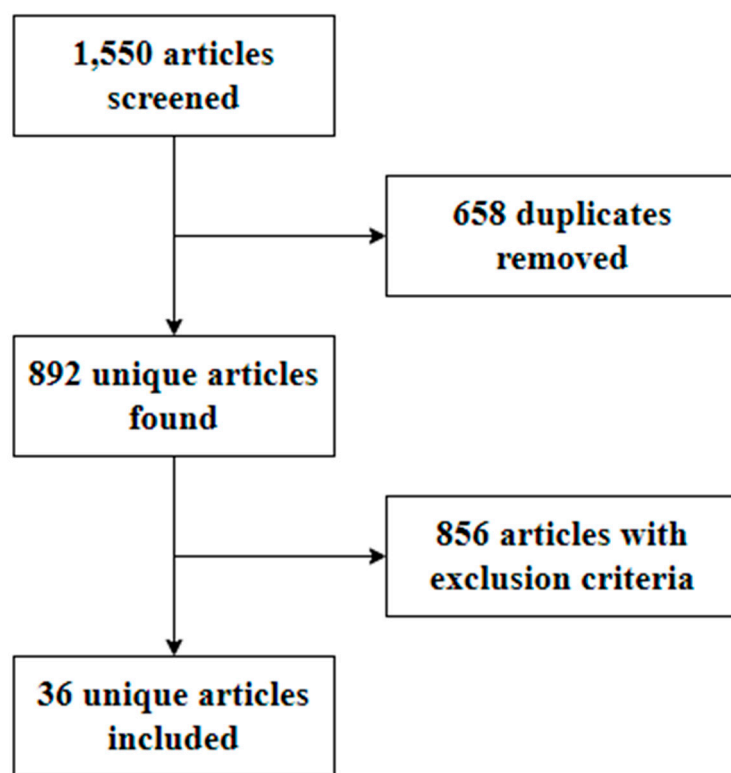 1,550 articles
screened
658 duplicates
removed
892 unique articles
found
856 articles with
exclusion criteria
36 unique articles
included